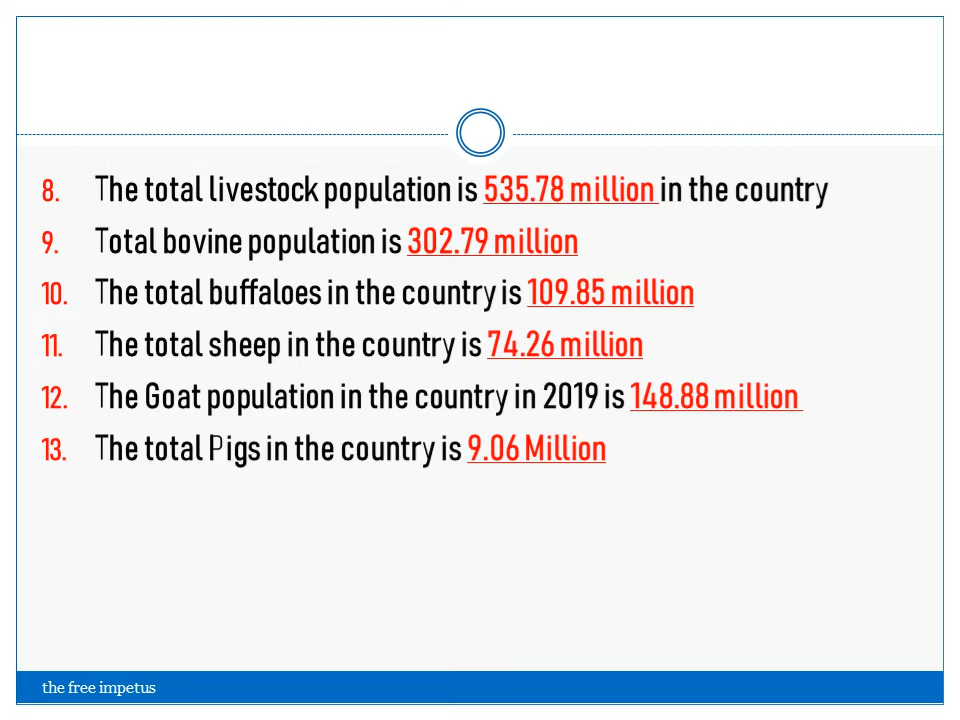 8. The total livestock population is 535.78 million in the country
9. Total bovine population is 302.79 million
10. The total buffaloes in the country is 109.85 million
11. The total sheep in the country is 74.26 million
12. The Goat population in the country in 2019 is 148.88 million
13. The total Pigs in the country is 9.06 Million
the free impetus